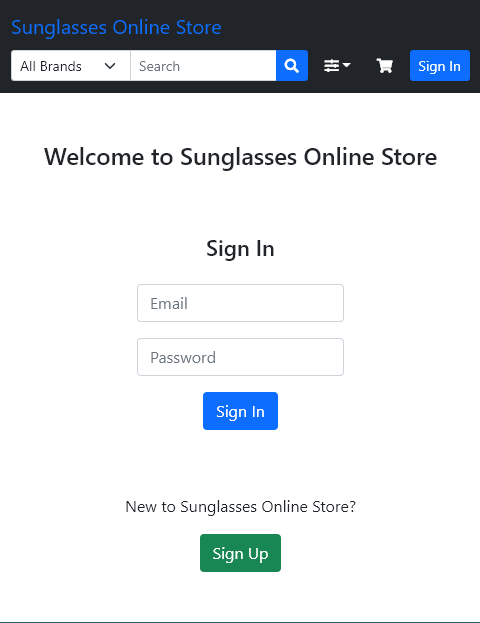 Sunglasses Online Store
All Brands Search Sign In
Welcome to Sunglasses Online Store
Sign In
Email
Password
Sign In
New to Sunglasses Online Store?
Sign Up